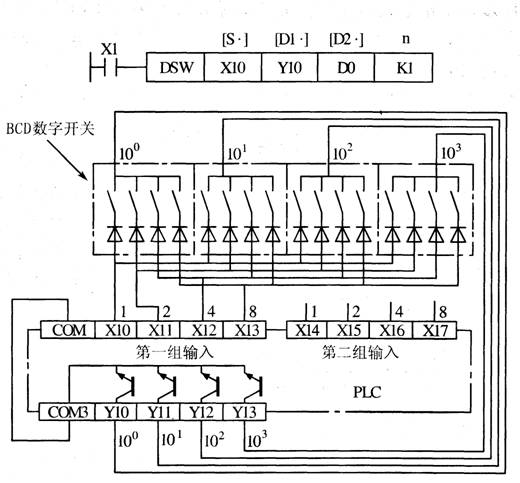 [S·] [D1·] [D2·] n
X1
DSW X10 Y10 D0 K1
BCD数字开关
10⁰ 10¹ 10² 10³
1 2 4 8 1 2 4 8
COM X10 X11 X12 X13 X14 X15 X16 X17
第一组输入 第二组输入
PLC
COM3 Y10 Y11 Y12 Y13
10⁰ 10¹ 10² 10³